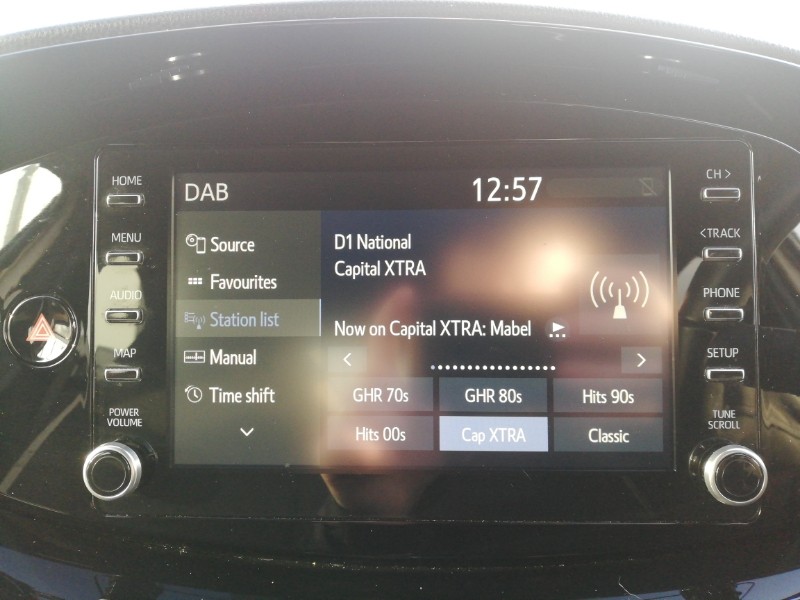 HOME
MENU
AUDIO
MAP
POWER
VOLUME
DAB
12:57
Source
Favourites
Station list
Manual
Time shift
D1 National
Capital XTRA
Now on Capital XTRA: Mabel
GHR 70s
GHR 80s
Hits 90s
Hits 00s
Cap XTRA
Classic
CH >
<TRACK
PHONE
SETUP
TUNE
SCROLL